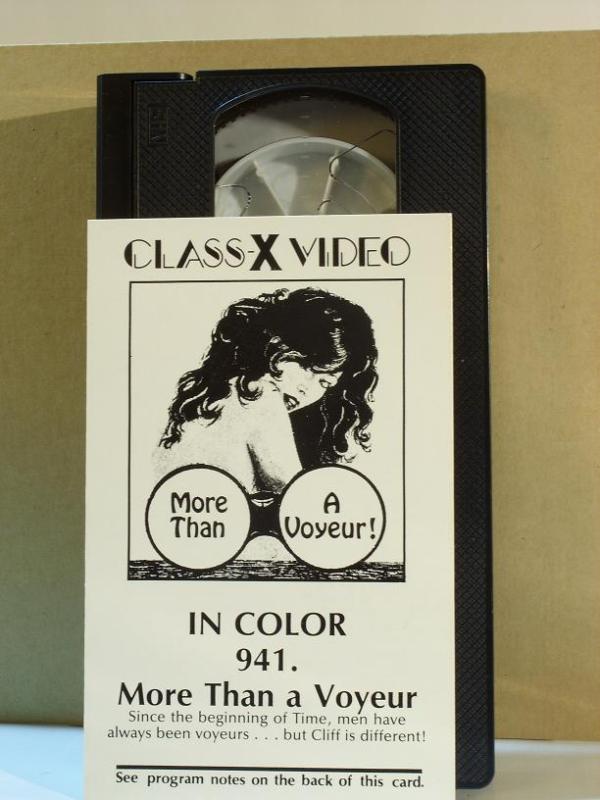 VHS
CLASS-X VIDEO
More Than
A Voyeur!
IN COLOR
941.
More Than a Voyeur
Since the beginning of Time, men have
always been voyeurs . . . but Cliff is different!
See program notes on the back of this card.